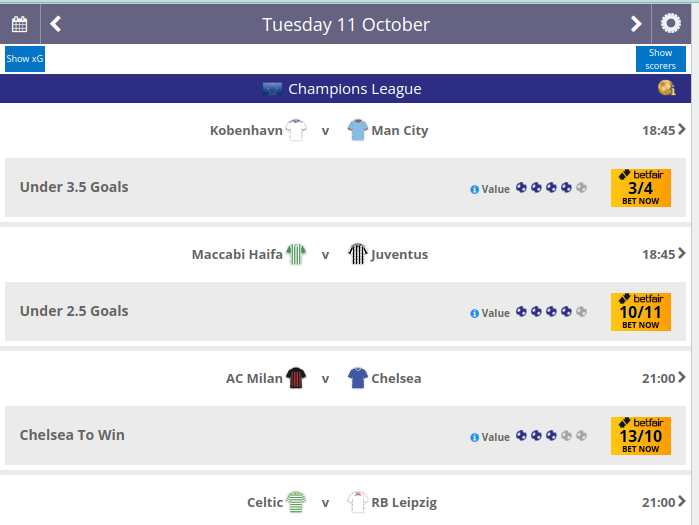 Tuesday 11 October
Show xG
Show scorers
Champions League
Kobenhavn v Man City 18:45
Under 3.5 Goals Value betfair 3/4 BET NOW
Maccabi Haifa v Juventus 18:45
Under 2.5 Goals Value betfair 10/11 BET NOW
AC Milan v Chelsea 21:00
Chelsea To Win Value betfair 13/10 BET NOW
Celtic v RB Leipzig 21:00